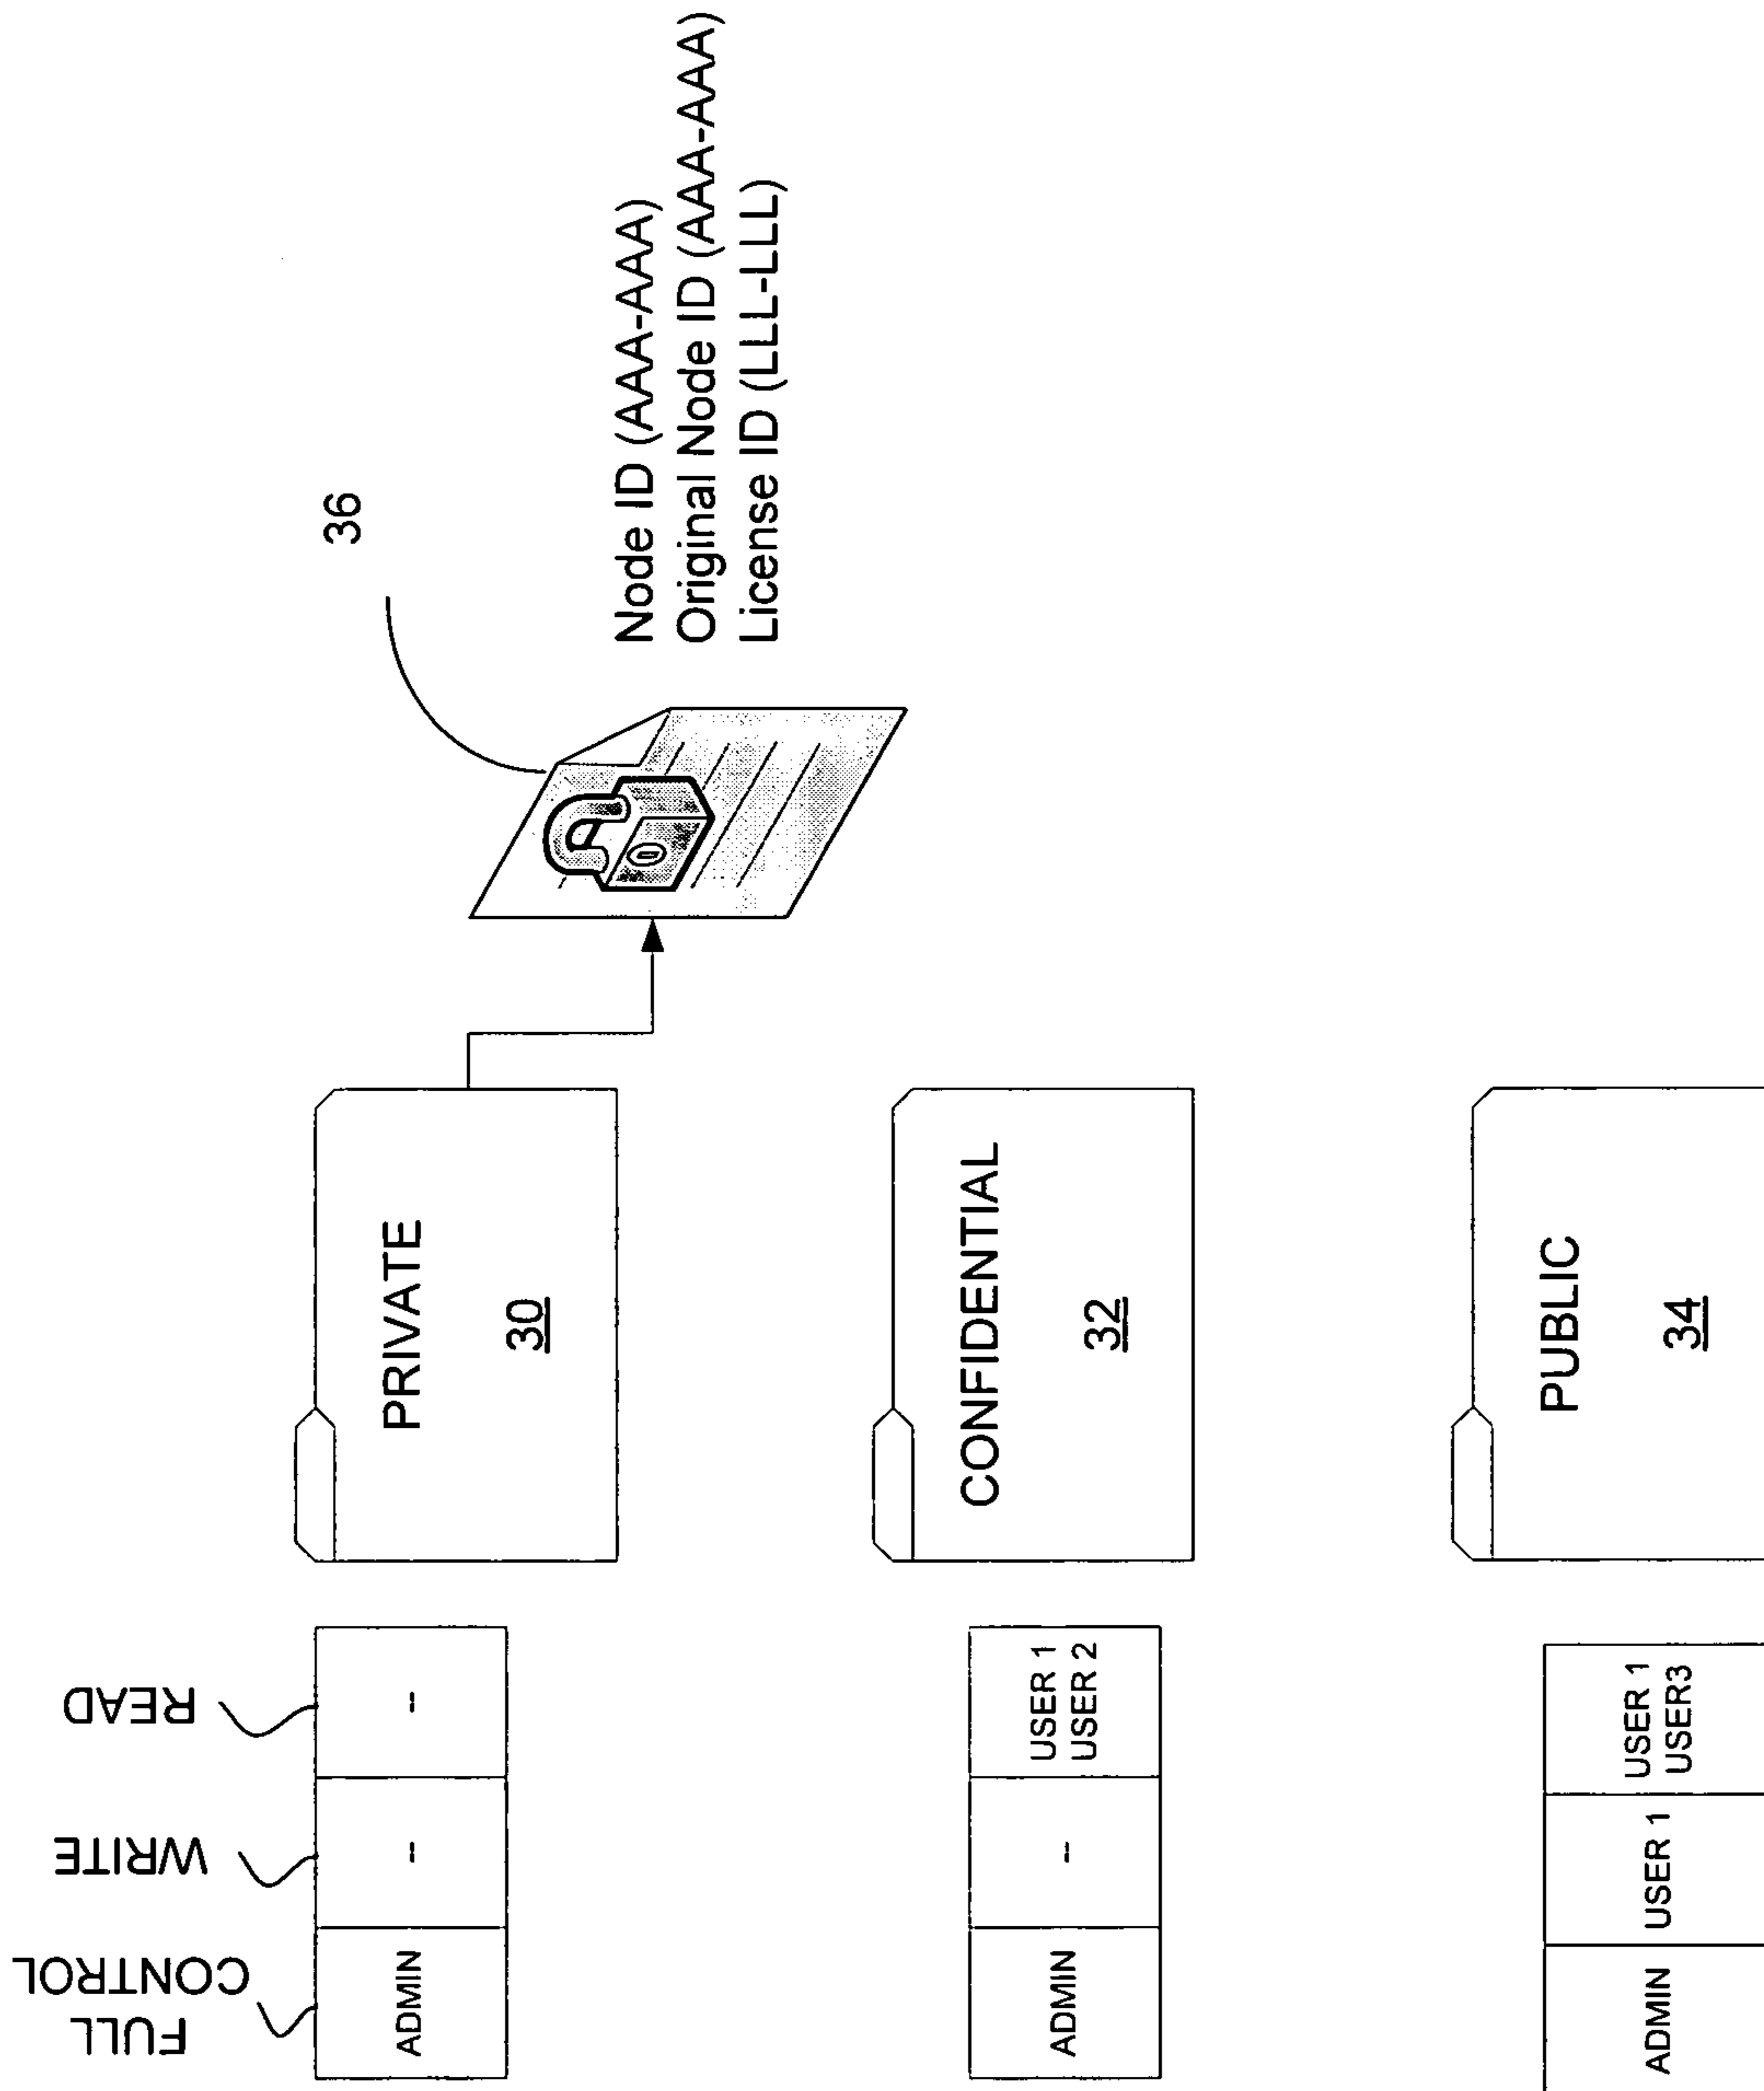 FULL
CONTROL
WRITE
READ
ADMIN
--
--
PRIVATE
30
36
Node ID (AAA-AAA)
Original Node ID (AAA-AAA)
License ID (LLL-LLL)
ADMIN
--
USER 1
USER 2
CONFIDENTIAL
32
ADMIN
USER 1
USER 1
USER3
PUBLIC
34